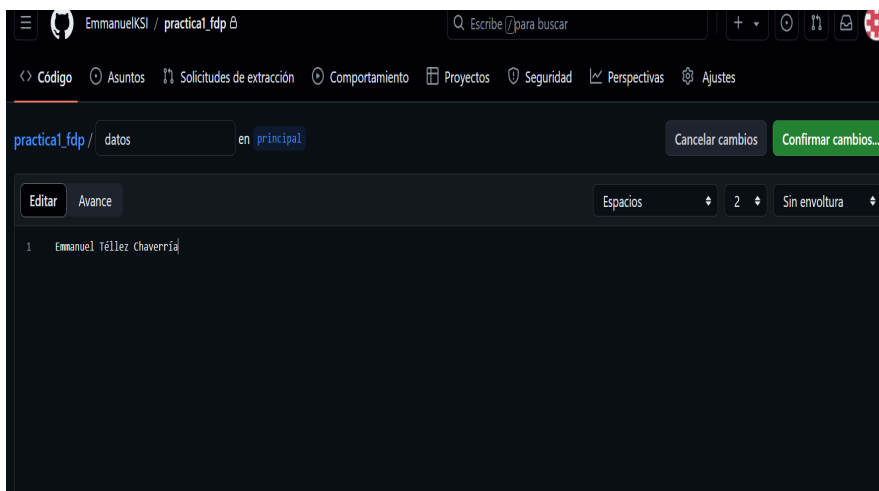 EmmanuelKSI / practica1_fdp
Escribe / para buscar
Código Asuntos Solicitudes de extracción Comportamiento Proyectos Seguridad Perspectivas Ajustes
practica1_fdp / datos en principal
Cancelar cambios Confirmar cambios...
Editar Avance
Espacios 2 Sin envoltura
1 Emmanuel Téllez Chaverría